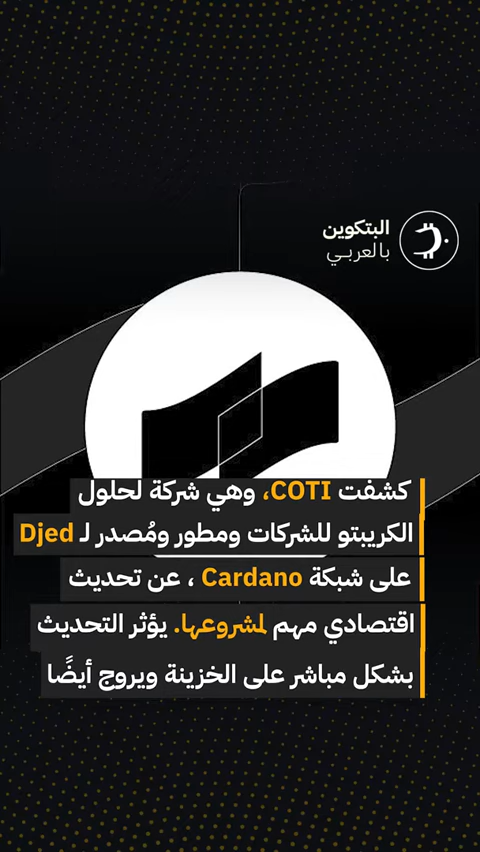 البتكوين
بالعربـي
كشفت COTI، وهي شركة لحلول
الكريبتو للشركات ومطور ومُصدر لـ Djed
على شبكة Cardano ، عن تحديث
اقتصادي مهم لمشروعها. يؤثر التحديث
بشكل مباشر على الخزينة ويروج أيضًا